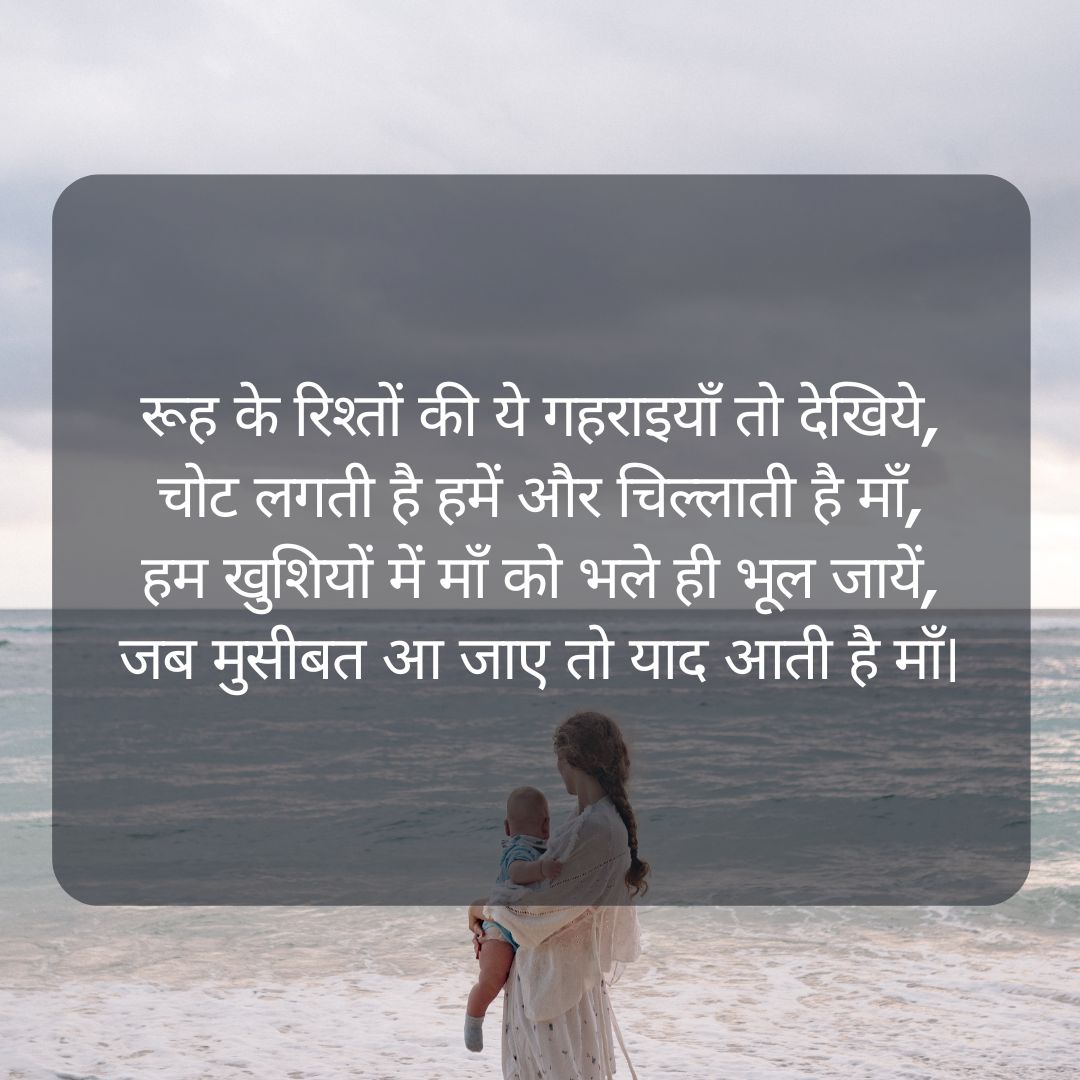 रूह के रिश्तों की ये गहराइयाँ तो देखिये,
चोट लगती है हमें और चिल्लाती है माँ,
हम खुशियों में माँ को भले ही भूल जायें,
जब मुसीबत आ जाए तो याद आती है माँ।